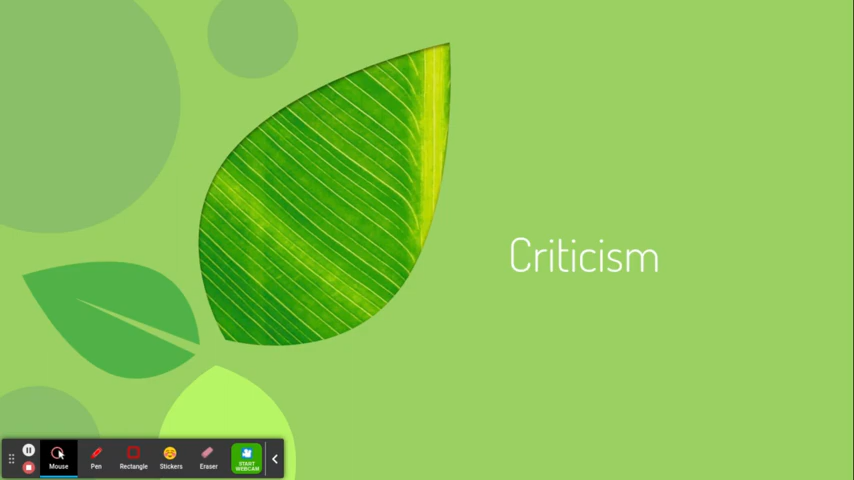 Criticism
Mouse
Pen
Rectangle
Stickers
Eraser
START
WEBCAM